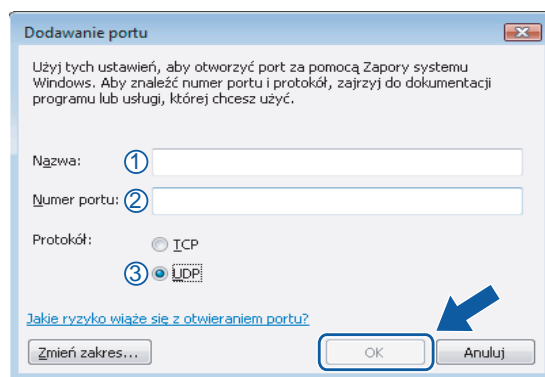 Dodawanie portu
Użyj tych ustawień, aby otworzyć port za pomocą Zapory systemu
Windows. Aby znaleźć numer portu i protokół, zajrzyj do dokumentacji
programu lub usługi, której chcesz użyć.
Nazwa: 1
Numer portu: 2
Protokół: TCP
3 UDP
Jakie ryzyko wiąże się z otwieraniem portu?
Zmień zakres... OK Anuluj